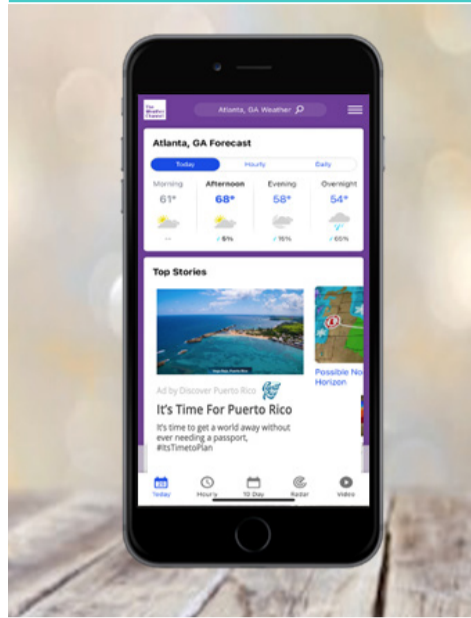 The
Weather
Channel
Atlanta, GA Weather
Atlanta, GA Forecast
Today Hourly Daily
Morning Afternoon Evening Overnight
61° 68° 58° 54°
-- 6% 15% 65%
Top Stories
Possible No
Horizon
Ad by Discover Puerto Rico
It's Time For Puerto Rico
It's time to get a world away without
ever needing a passport,
#ItsTimetoPlan
Today Hourly 10 Day Radar Video